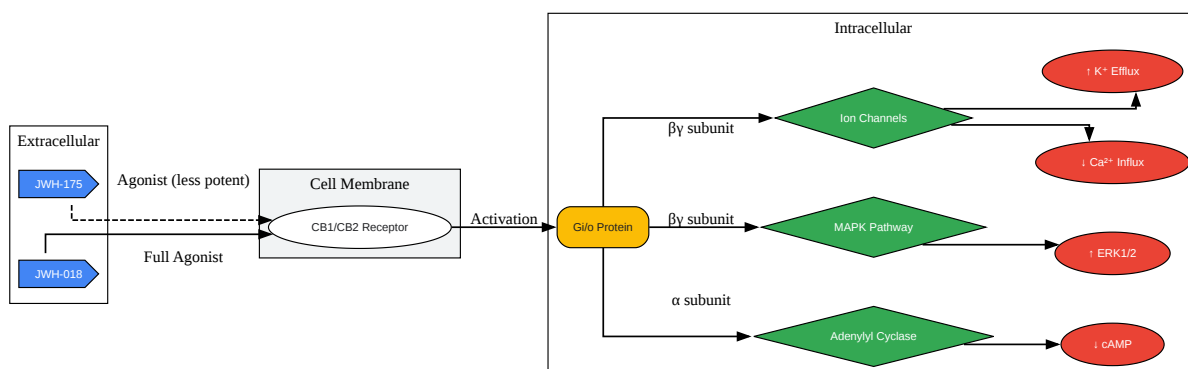 Intracellular
↑ K⁺ Efflux
Ion Channels
βγ subunit
Extracellular
↓ Ca²⁺ Influx
JWH-175
Agonist (less potent)
Cell Membrane
CB1/CB2 Receptor
Activation
Gi/o Protein
βγ subunit
MAPK Pathway
↑ ERK1/2
Full Agonist
JWH-018
α subunit
Adenylyl Cyclase
↓ cAMP